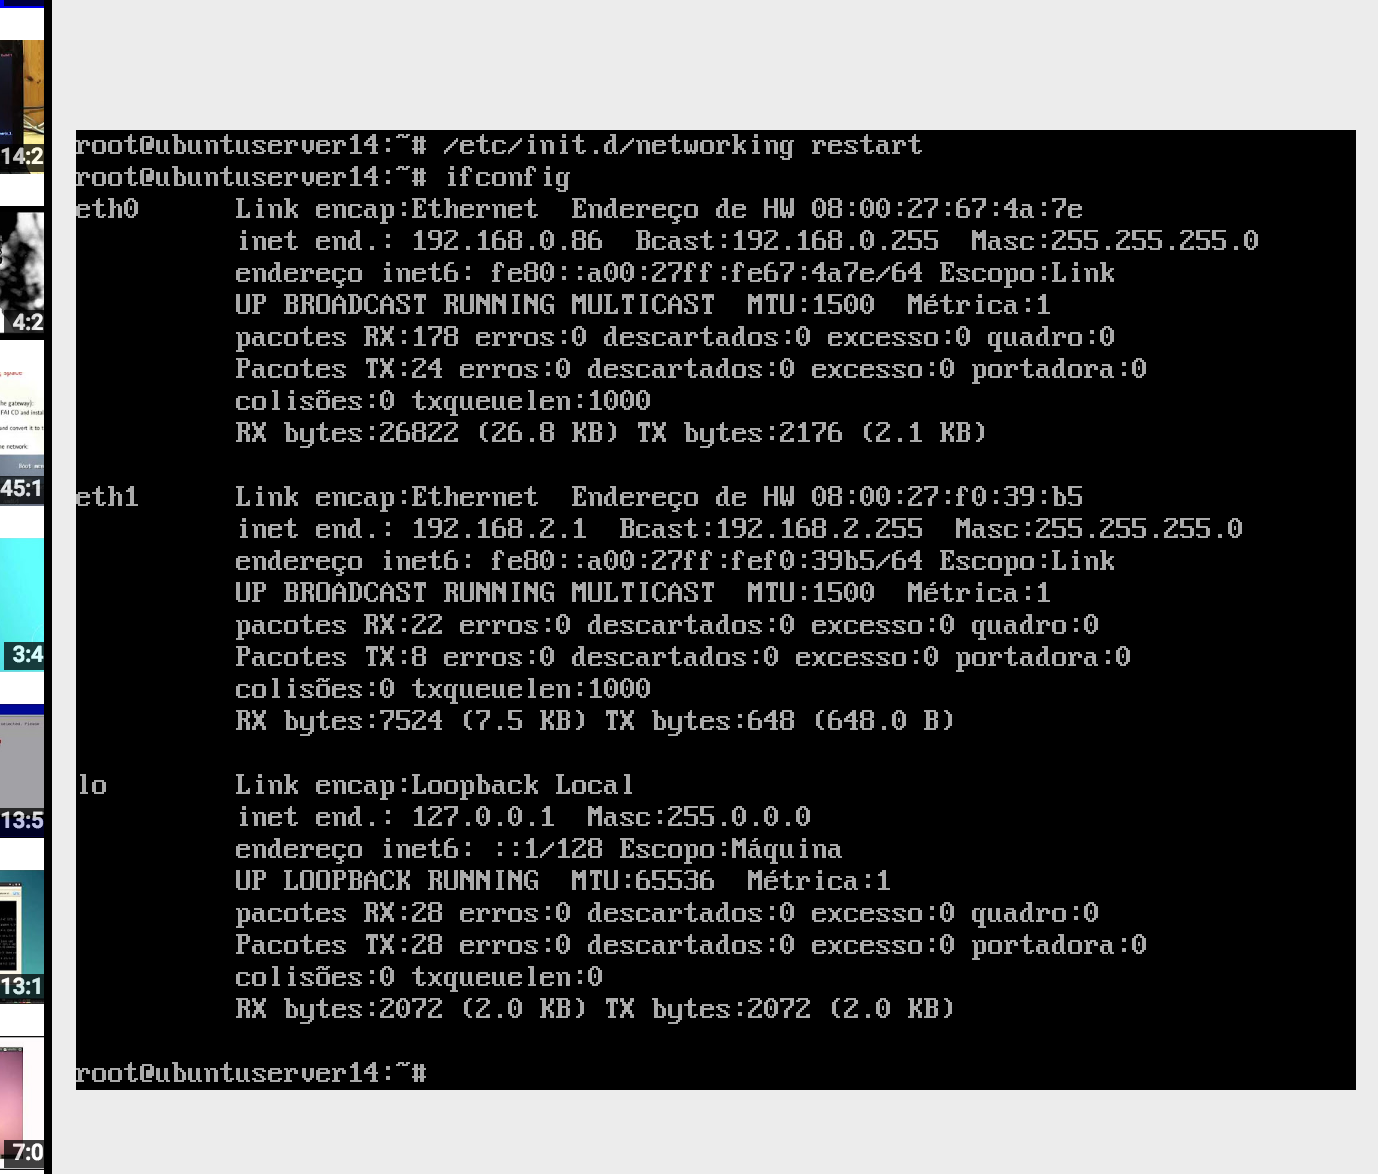 root@ubuntuserver14:~# /etc/init.d/networking restart
root@ubuntuserver14:~# ifconfig
eth0      Link encap:Ethernet  Endereço de HW 08:00:27:67:4a:7e
          inet end.: 192.168.0.86  Bcast:192.168.0.255  Masc:255.255.255.0
          endereço inet6: fe80::a00:27ff:fe67:4a7e/64 Escopo:Link
          UP BROADCAST RUNNING MULTICAST  MTU:1500  Métrica:1
          pacotes RX:178 erros:0 descartados:0 excesso:0 quadro:0
          Pacotes TX:24 erros:0 descartados:0 excesso:0 portadora:0
          colisões:0 txqueuelen:1000
          RX bytes:26822 (26.8 KB) TX bytes:2176 (2.1 KB)

eth1      Link encap:Ethernet  Endereço de HW 08:00:27:f0:39:b5
          inet end.: 192.168.2.1  Bcast:192.168.2.255  Masc:255.255.255.0
          endereço inet6: fe80::a00:27ff:fef0:39b5/64 Escopo:Link
          UP BROADCAST RUNNING MULTICAST  MTU:1500  Métrica:1
          pacotes RX:22 erros:0 descartados:0 excesso:0 quadro:0
          Pacotes TX:8 erros:0 descartados:0 excesso:0 portadora:0
          colisões:0 txqueuelen:1000
          RX bytes:7524 (7.5 KB) TX bytes:648 (648.0 B)

lo        Link encap:Loopback Local
          inet end.: 127.0.0.1  Masc:255.0.0.0
          endereço inet6: ::1/128 Escopo:Máquina
          UP LOOPBACK RUNNING  MTU:65536  Métrica:1
          pacotes RX:28 erros:0 descartados:0 excesso:0 quadro:0
          Pacotes TX:28 erros:0 descartados:0 excesso:0 portadora:0
          colisões:0 txqueuelen:0
          RX bytes:2072 (2.0 KB) TX bytes:2072 (2.0 KB)

root@ubuntuserver14:~#
14:2
4:2
space
he gateway):
FAI CD and instal
and convert it to
he network:
45:1
3:4
13:5
13:1
7:0